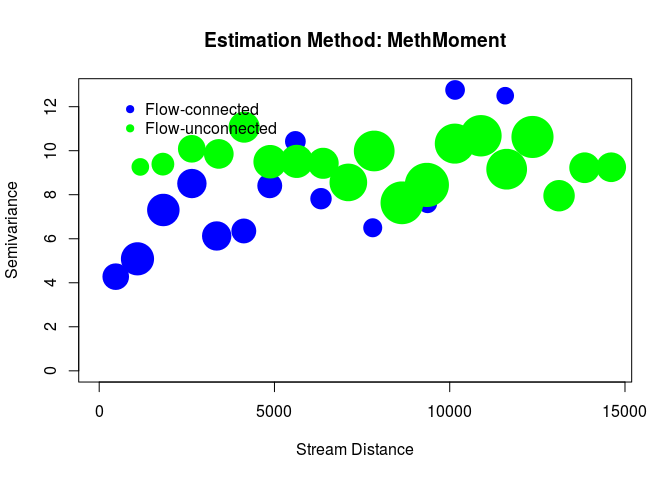 Estimation Method: MethMoment
Flow-connected
Flow-unconnected
Semivariance
12
10
8
6
4
2
0
0 5000 10000 15000
Stream Distance